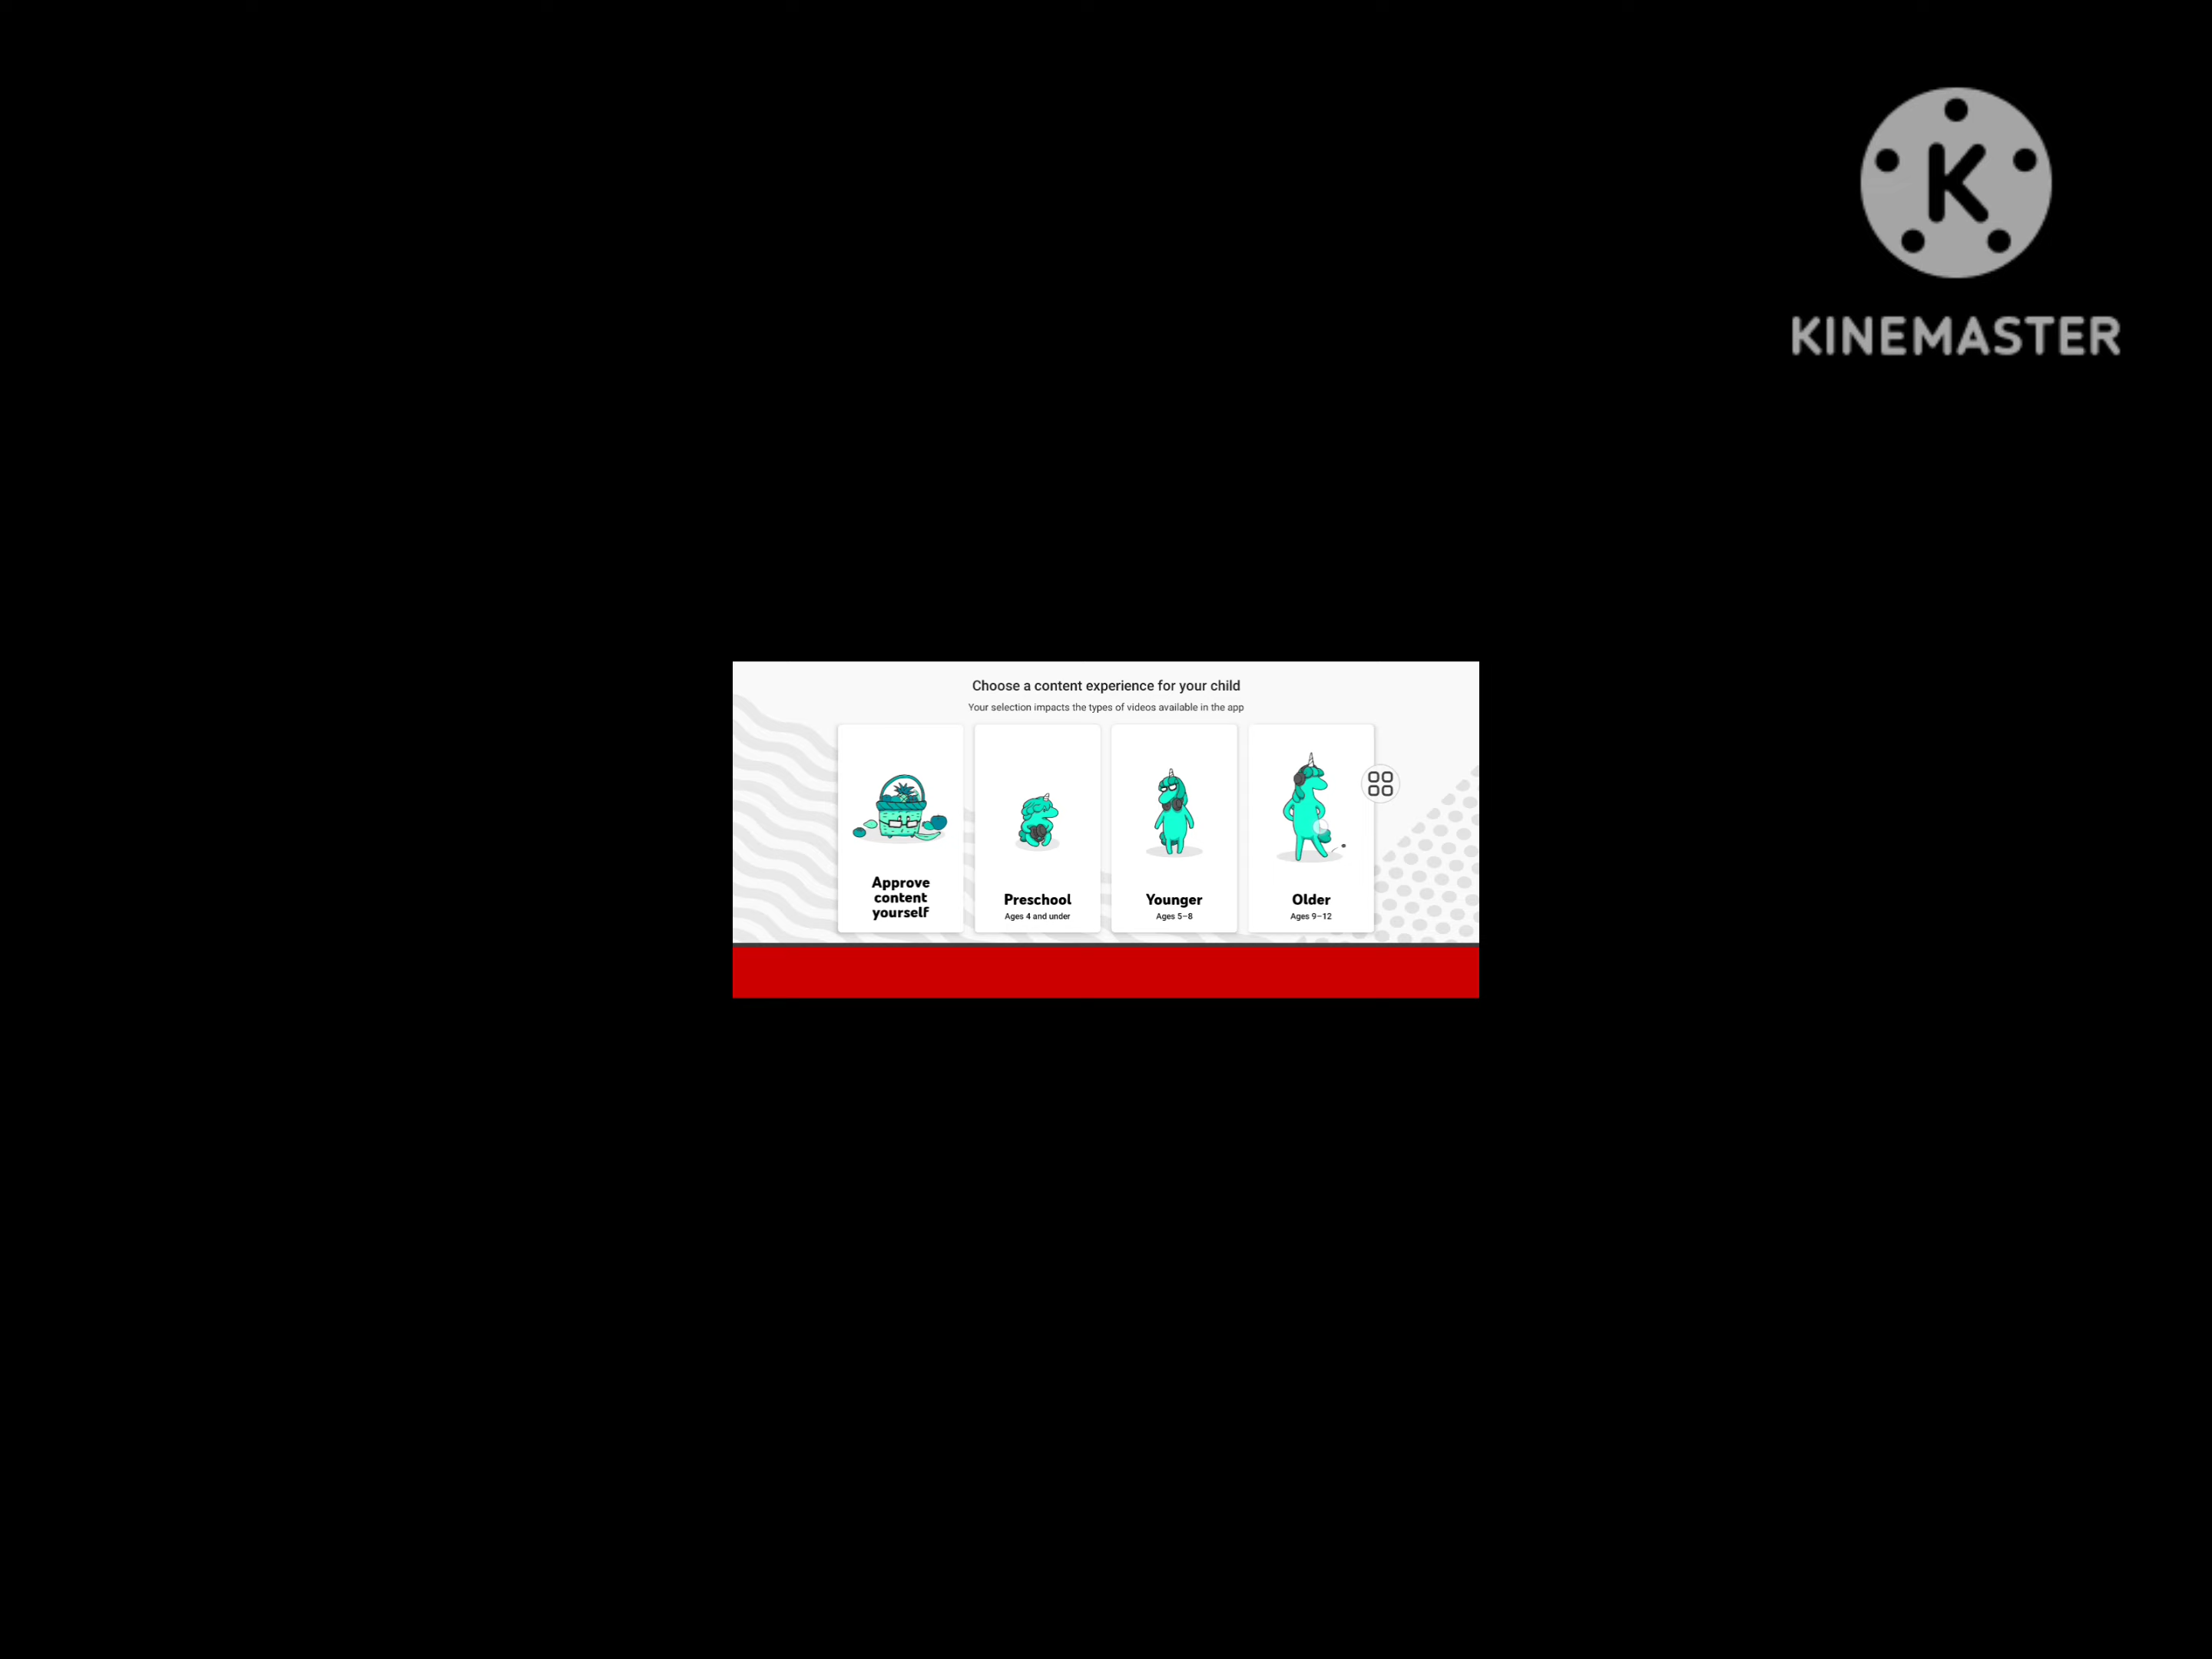 K
KINEMASTER
Choose a content experience for your child
Your selection impacts the types of videos available in the app
Approve
content
yourself
Preschool
Ages 4 and under
Younger
Ages 5–8
Older
Ages 9–12